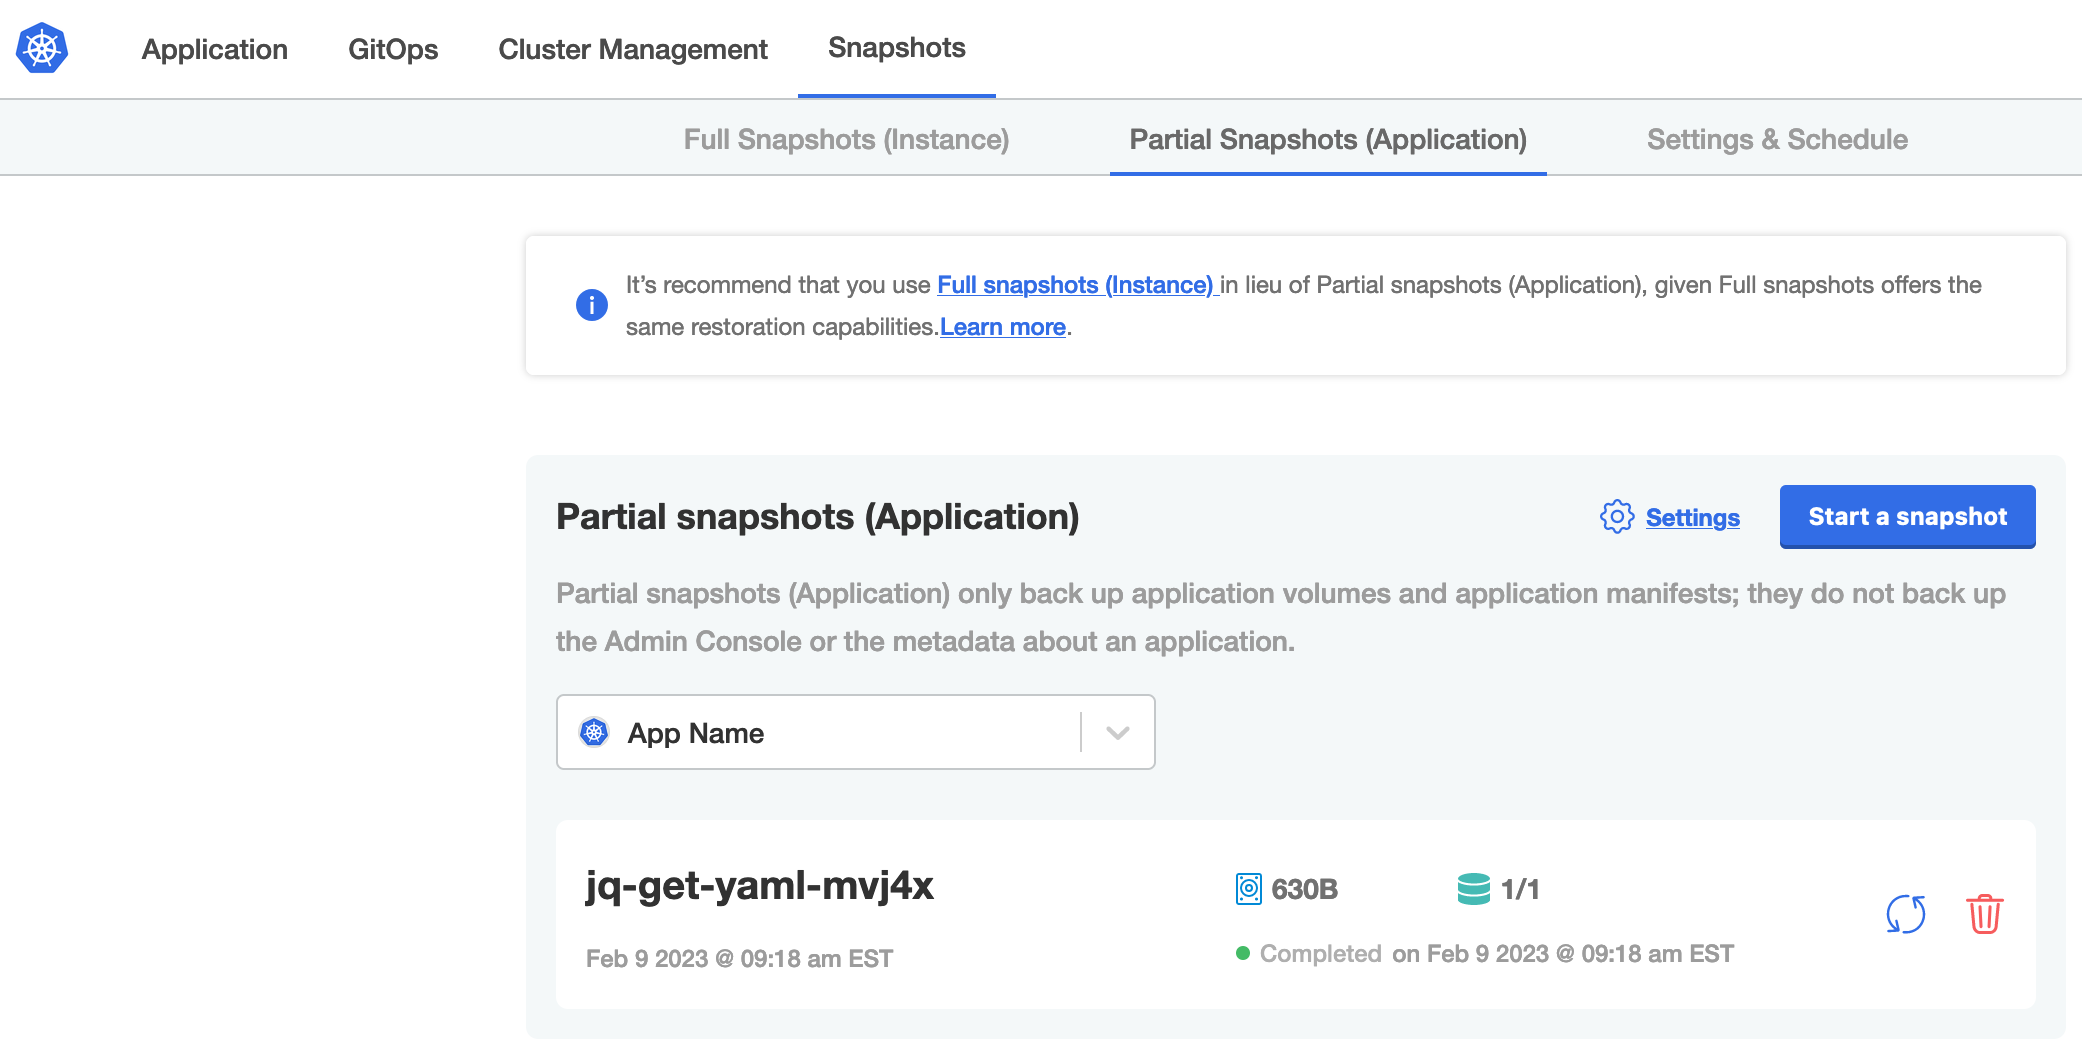 Application GitOps Cluster Management Snapshots
Full Snapshots (Instance) Partial Snapshots (Application) Settings & Schedule
It’s recommend that you use Full snapshots (Instance) in lieu of Partial snapshots (Application), given Full snapshots offers the
same restoration capabilities.Learn more.
Partial snapshots (Application) Settings Start a snapshot
Partial snapshots (Application) only back up application volumes and application manifests; they do not back up
the Admin Console or the metadata about an application.
App Name
jq-get-yaml-mvj4x 630B 1/1
Feb 9 2023 @ 09:18 am EST Completed on Feb 9 2023 @ 09:18 am EST